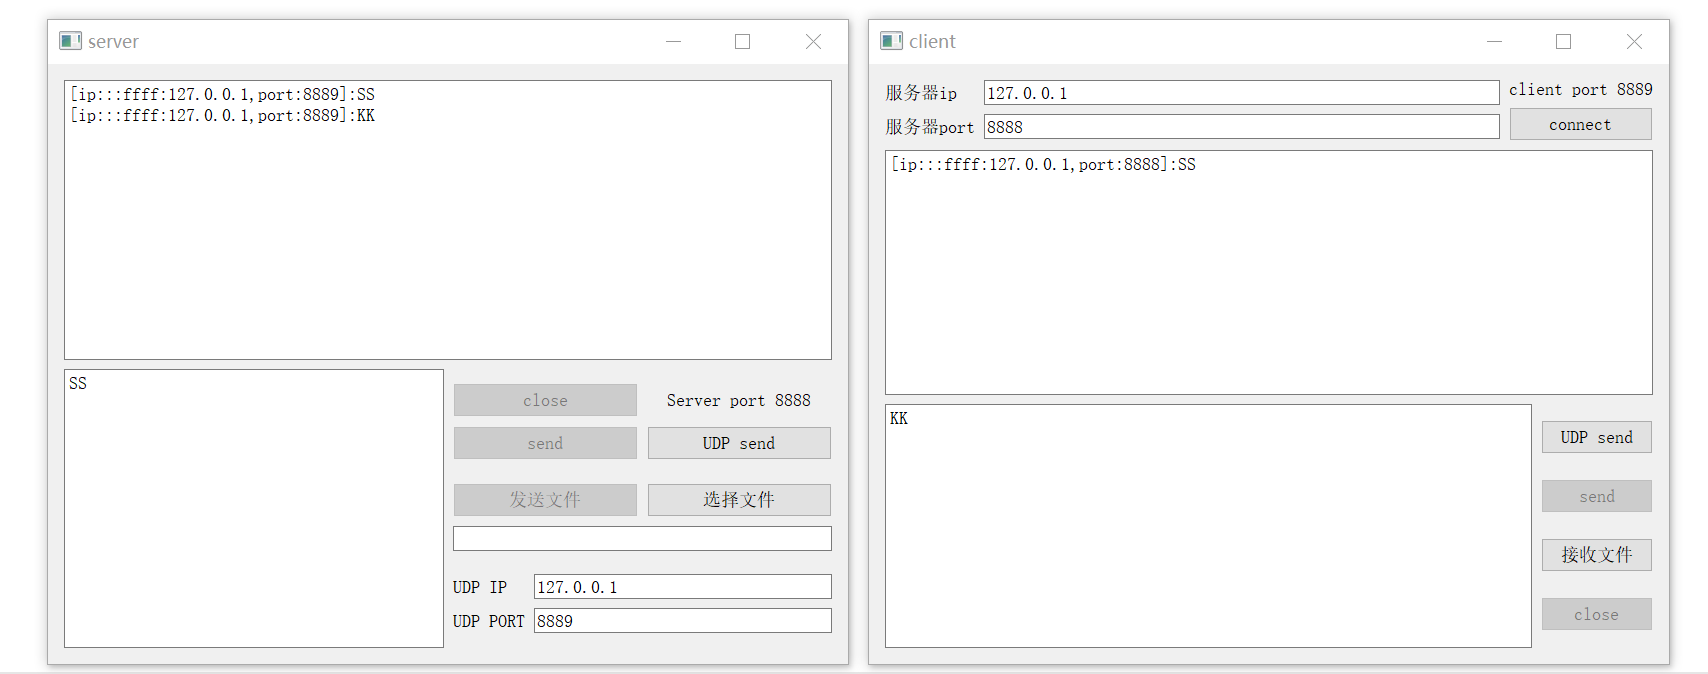 server
[ip:::ffff:127.0.0.1,port:8889]:SS
[ip:::ffff:127.0.0.1,port:8889]:KK
SS
close
Server port 8888
send
UDP send
发送文件
选择文件
UDP IP
127.0.0.1
UDP PORT
8889
client
服务器ip
127.0.0.1
client port 8889
服务器port
8888
connect
[ip:::ffff:127.0.0.1,port:8888]:SS
KK
UDP send
send
接收文件
close